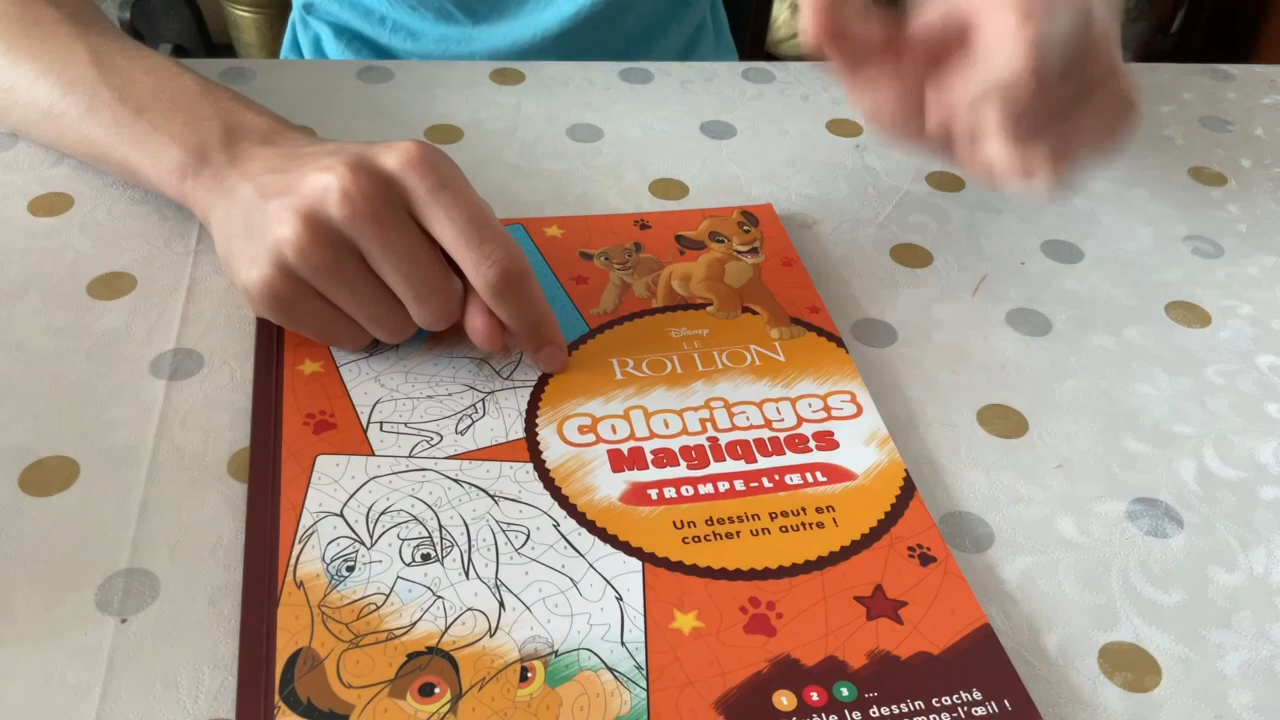 Disney
LE
ROI LION
Coloriages
Magiques
TROMPE-L'ŒIL
Un dessin peut en
cacher un autre !
1 2 3 ...
le dessin caché
!